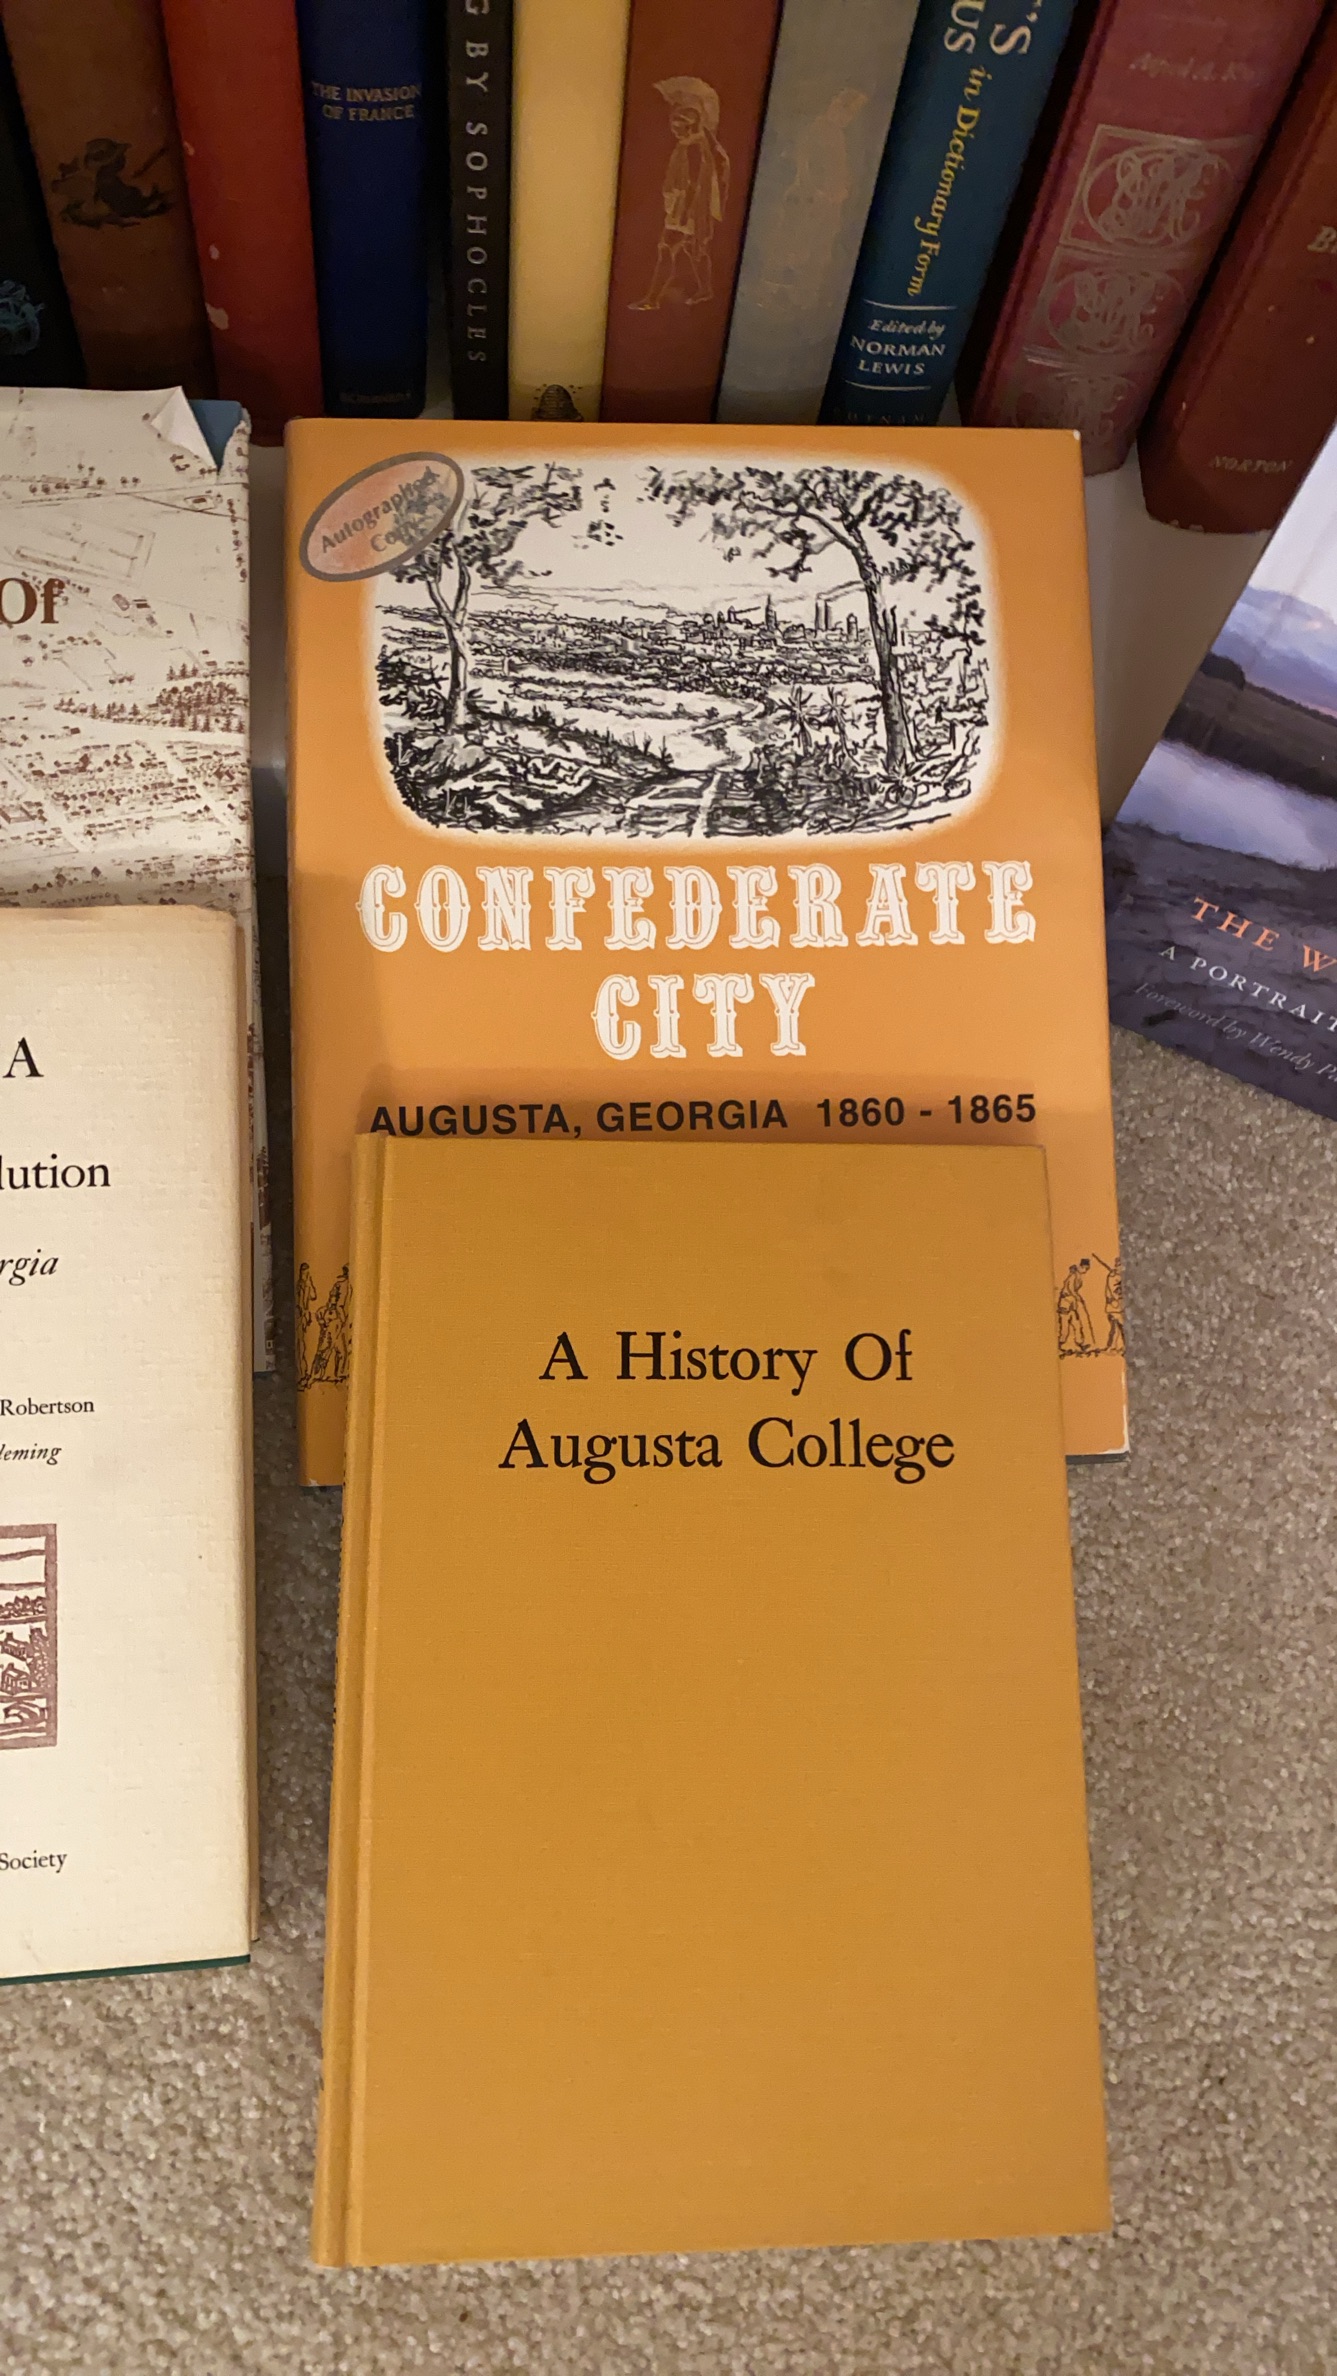 THE INVASION
OF FRANCE
G BY SOPHOCLES
'S
US in Dictionary Form
Edited by
NORMAN
LEWIS
NORTON
Of
Autographed
Copy
CONFEDERATE
CITY
AUGUSTA, GEORGIA 1860 - 1865
THE W
A PORTRAIT
Foreword by Wendy
A
lution
rgia
Robertson
leming
Society
A History Of
Augusta College